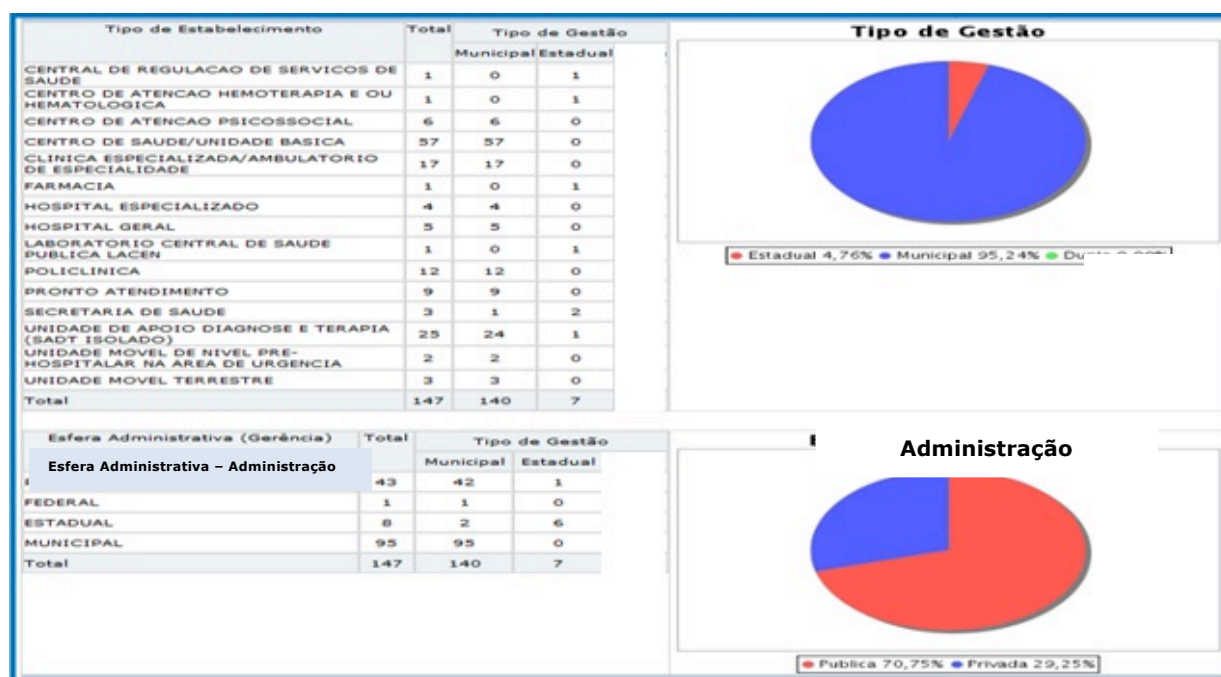 Tipo de Estabelecimento Total Tipo de Gestão
Municipal Estadual
CENTRAL DE REGULACAO DE SERVICOS DE
SAUDE 1 0 1
CENTRO DE ATENCAO HEMOTERAPIA E OU
HEMATOLOGICA 1 0 1
CENTRO DE ATENCAO PSICOSSOCIAL 6 6 0
CENTRO DE SAUDE/UNIDADE BASICA 57 57 0
CLINICA ESPECIALIZADA/AMBULATORIO
DE ESPECIALIDADE 17 17 0
FARMACIA 1 0 1
HOSPITAL ESPECIALIZADO 4 4 0
HOSPITAL GERAL 5 5 0
LABORATORIO CENTRAL DE SAUDE
PUBLICA LACEN 1 0 1
POLICLINICA 12 12 0
PRONTO ATENDIMENTO 9 9 0
SECRETARIA DE SAUDE 3 1 2
UNIDADE DE APOIO DIAGNOSE E TERAPIA
(SADT ISOLADO) 25 24 1
UNIDADE MOVEL DE NIVEL PRE-
HOSPITALAR NA AREA DE URGENCIA 2 2 0
UNIDADE MOVEL TERRESTRE 3 3 0
Total 147 140 7
Tipo de Gestão
Estadual 4,76% Municipal 95,24%
Esfera Administrativa (Gerência) Total Tipo de Gestão
Esfera Administrativa – Administração Municipal Estadual
43 42 1
FEDERAL 1 1 0
ESTADUAL 8 2 6
MUNICIPAL 95 95 0
Total 147 140 7
Administração
Publica 70,75% Privada 29,25%